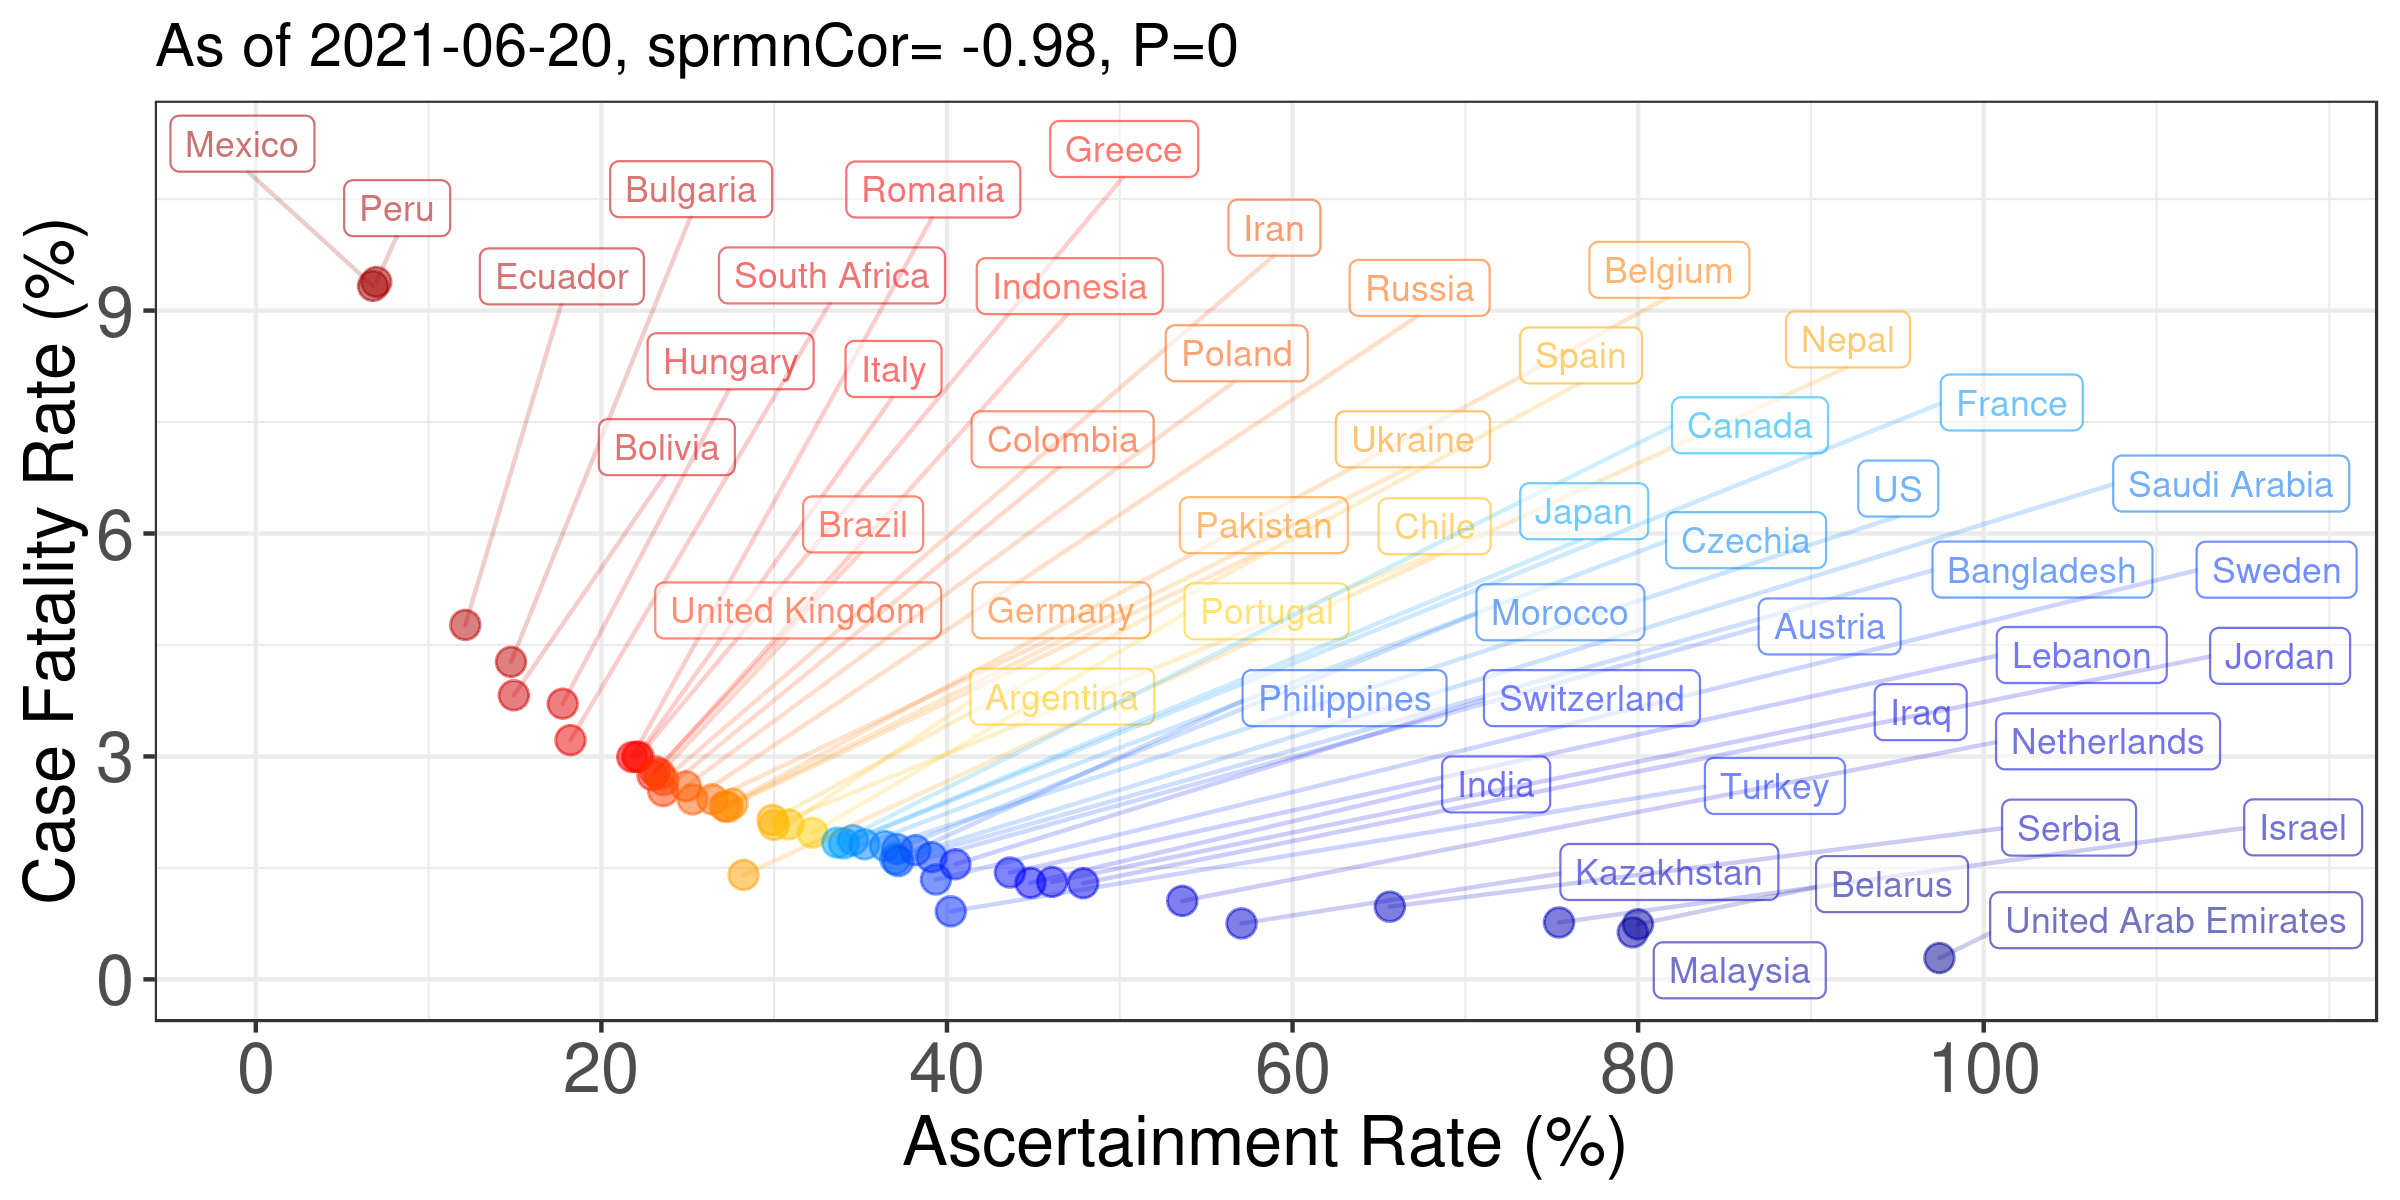 As of 2021-06-20, sprmnCor= -0.98, P=0
Case Fatality Rate (%)
9
6
3
0
Mexico
Peru
Bulgaria
Romania
Greece
Iran
Ecuador
South Africa
Indonesia
Russia
Belgium
Hungary
Italy
Poland
Spain
Nepal
Bolivia
Colombia
Ukraine
Canada
France
Brazil
Pakistan
Chile
Japan
Czechia
US
Saudi Arabia
United Kingdom
Germany
Portugal
Morocco
Austria
Bangladesh
Sweden
Argentina
Philippines
Switzerland
Lebanon
Jordan
Iraq
Netherlands
India
Turkey
Serbia
Israel
Kazakhstan
Belarus
United Arab Emirates
Malaysia
0 20 40 60 80 100
Ascertainment Rate (%)